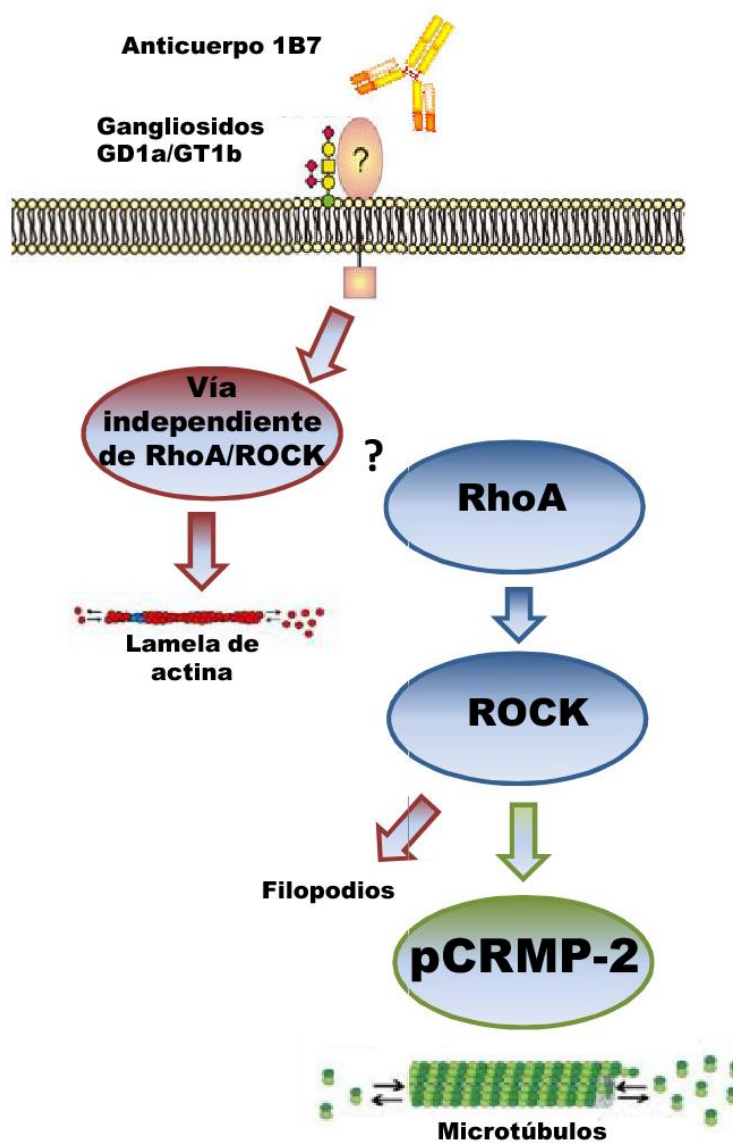 Anticuerpo 1B7
Gangliosidos
GD1a/GT1b
?
Vía
independiente
de RhoA/ROCK
?
RhoA
Lamela de
actina
ROCK
Filopodios
pCRMP-2
Microtúbulos